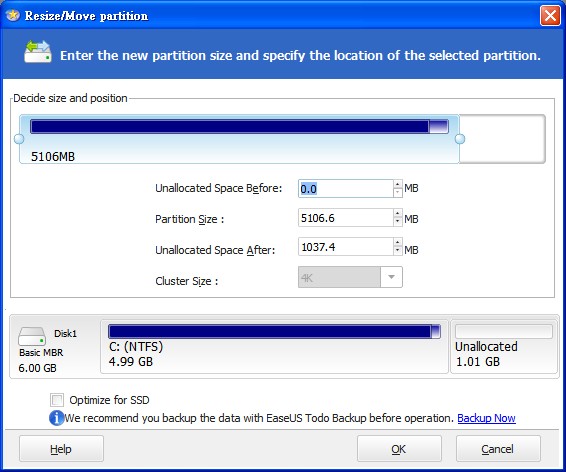 Resize/Move partition
Enter the new partition size and specify the location of the selected partition.
Decide size and position
5106MB
Unallocated Space Before: 0.0 MB
Partition Size : 5106.6 MB
Unallocated Space After: 1037.4 MB
Cluster Size : 4K
Disk1
Basic MBR
6.00 GB
C: (NTFS)
4.99 GB
Unallocated
1.01 GB
Optimize for SSD
We recommend you backup the data with EaseUS Todo Backup before operation. Backup Now
Help OK Cancel